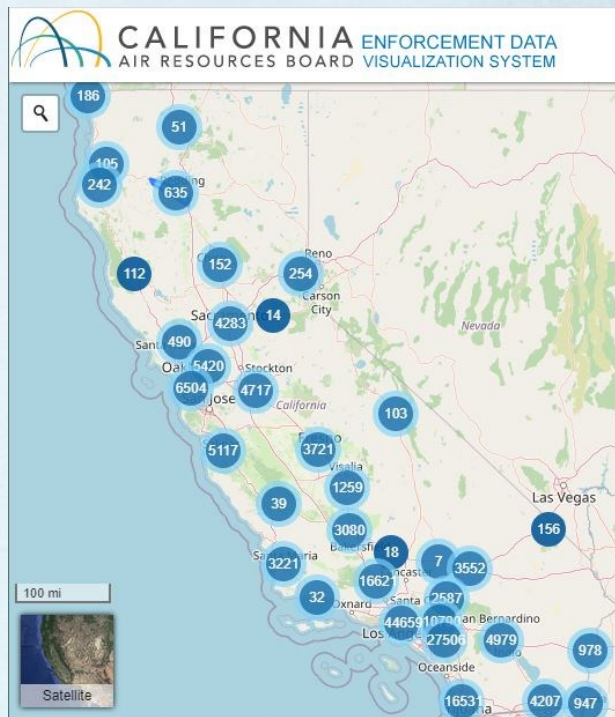 CALIFORNIA
AIR RESOURCES BOARD
ENFORCEMENT DATA
VISUALIZATION SYSTEM
186
51
105
242
635
112
152
254
Reno
Carson
City
14
4283
490
5420
Stockton
6504
4717
California
Nevada
103
5117
3721
Visalia
1259
39
Las Vegas
156
3080
18
3221
16621
7
3552
32
Oxnard
2587
44659
27506
4979
978
Oceanside
16531
4207
947
100 mi
Satellite